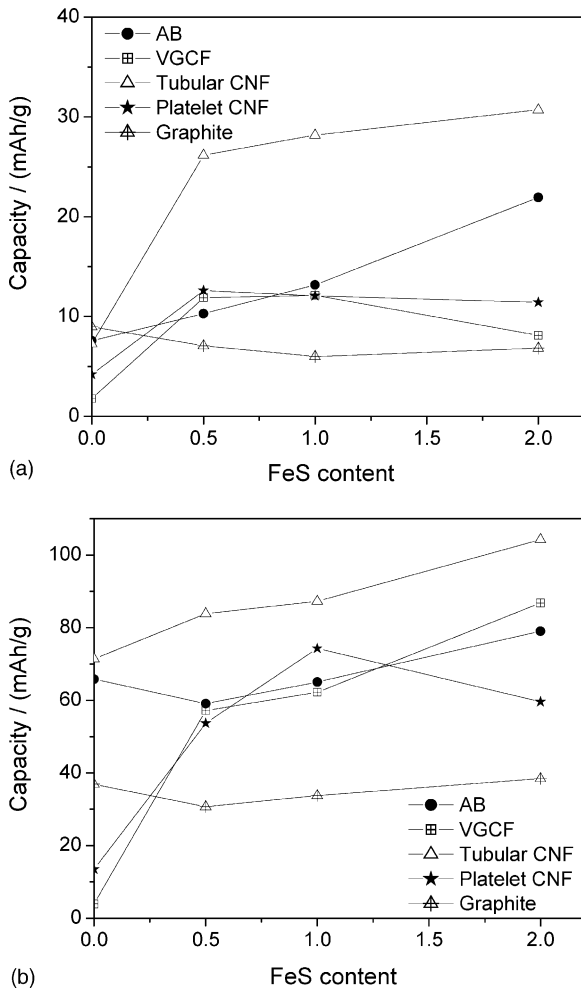 40
30
20
10
0
Capacity / (mAh/g)
AB
VGCF
Tubular CNF
Platelet CNF
Graphite
0.0 0.5 1.0 1.5 2.0
FeS content
(a)
100
80
60
40
20
0
Capacity / (mAh/g)
AB
VGCF
Tubular CNF
Platelet CNF
Graphite
0.0 0.5 1.0 1.5 2.0
FeS content
(b)